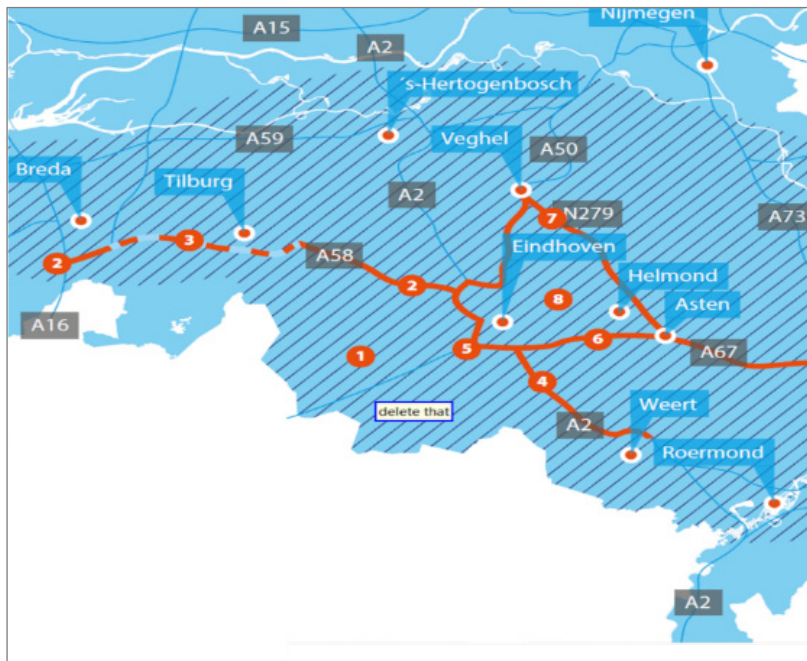 A15
Nijmegen
A2
's-Hertogenbosch
A59
Veghel
A50
Breda
Tilburg
A2
7
N279
A73
3
Eindhoven
2
A58
2
8
Helmond
Asten
A16
1
5
6
A67
4
delete that
Weert
A2
Roermond
A2